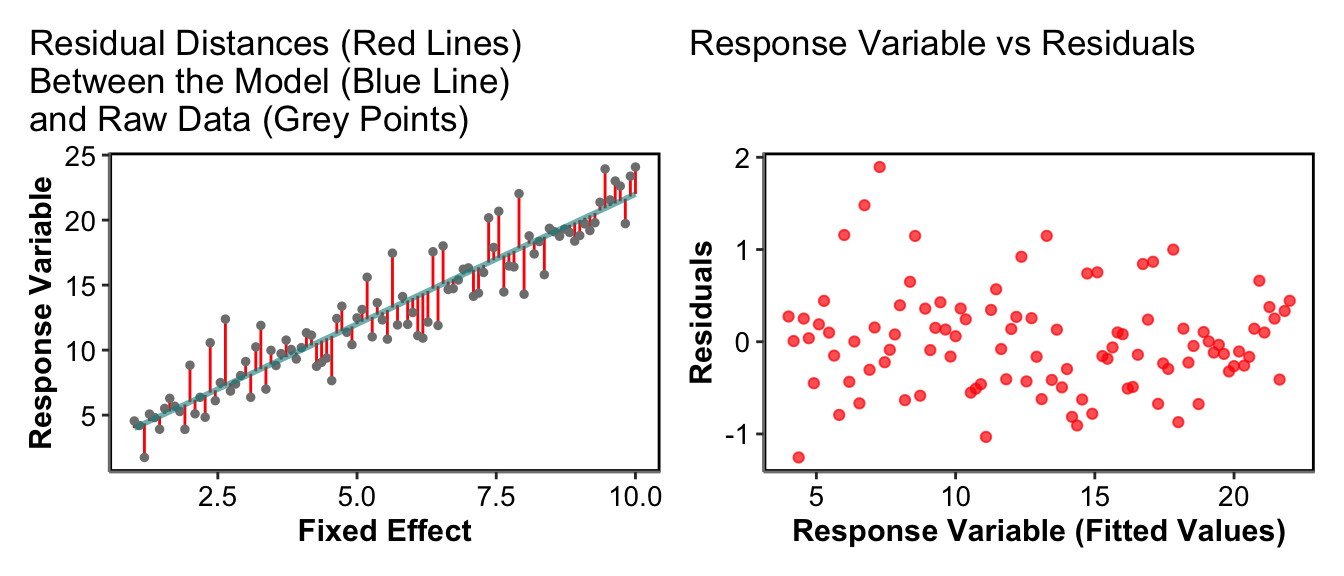 Residual Distances (Red Lines)
Between the Model (Blue Line)
and Raw Data (Grey Points)
25
20
15
10
5
Response Variable
2.5 5.0 7.5 10.0
Fixed Effect
Response Variable vs Residuals
2
1
0
-1
Residuals
5 10 15 20
Response Variable (Fitted Values)